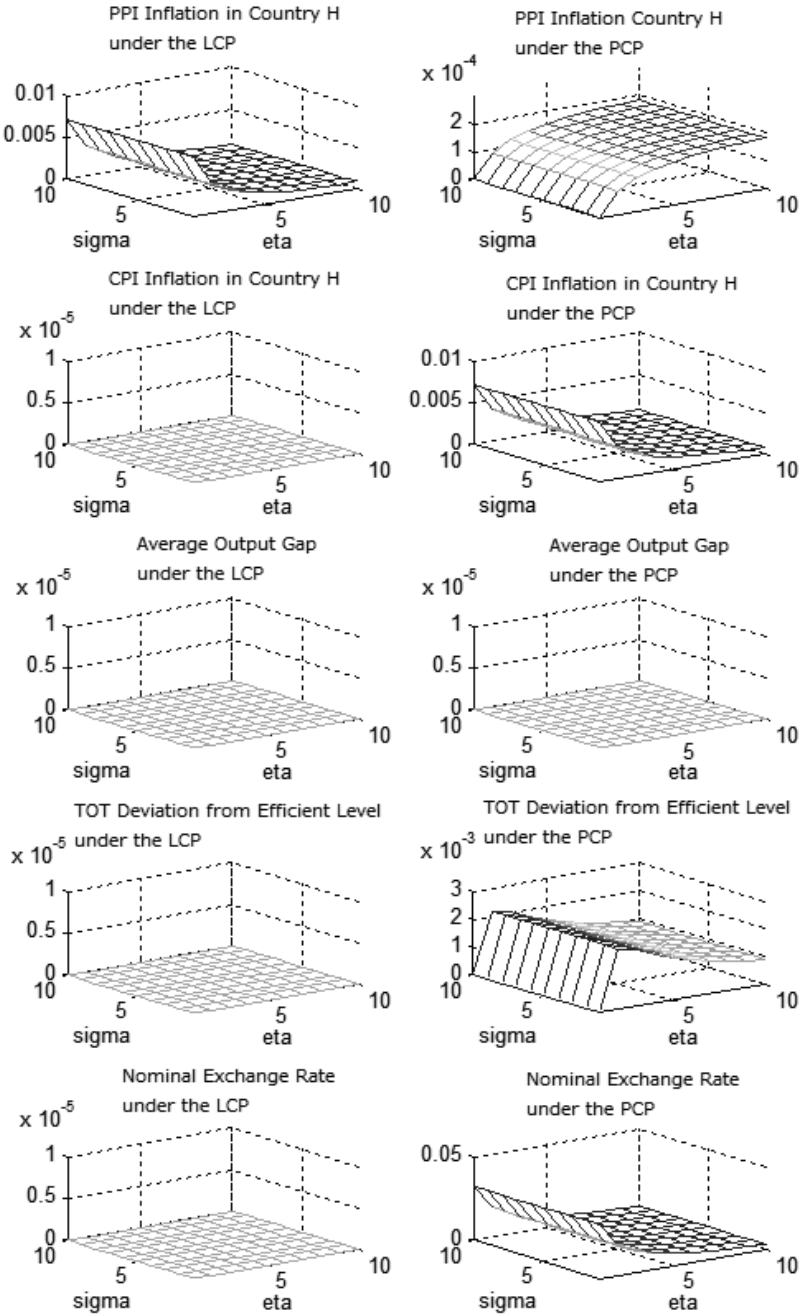 PPI Inflation in Country H
under the LCP
0.01
0.005
0
10
5
sigma
5
eta
10
PPI Inflation Country H
under the PCP
x 10-4
2
1
0
10
5
sigma
5
eta
10
CPI Inflation in Country H
under the LCP
x 10-5
1
0.5
0
10
5
sigma
5
eta
10
CPI Inflation in Country H
under the PCP
0.01
0.005
0
10
5
sigma
5
eta
10
Average Output Gap
under the LCP
x 10-5
1
0.5
0
10
5
sigma
5
eta
10
Average Output Gap
under the PCP
x 10-5
1
0.5
0
10
5
sigma
5
eta
10
TOT Deviation from Efficient Level
under the LCP
x 10-5
1
0.5
0
10
5
sigma
5
eta
10
TOT Deviation from Efficient Level
under the PCP
x 10-3
3
2
1
0
10
5
sigma
5
eta
10
Nominal Exchange Rate
under the LCP
x 10-5
1
0.5
0
10
5
sigma
5
eta
10
Nominal Exchange Rate
under the PCP
0.05
0
10
5
sigma
5
eta
10